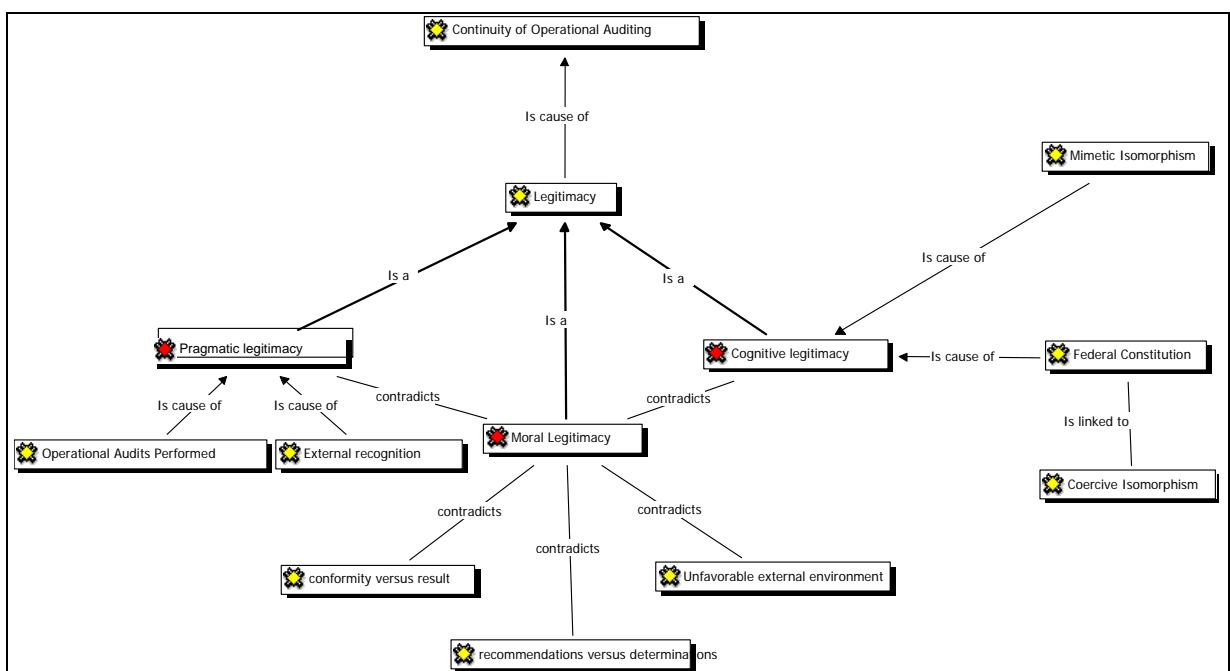 Continuity of Operational Auditing
Is cause of
Mimetic Isomorphism
Legitimacy
Is cause of
Is a
Is a
Is a
Pragmatic legitimacy
Cognitive legitimacy
Is cause of
Federal Constitution
Is cause of
Is cause of
contradicts
contradicts
Is linked to
Operational Audits Performed
External recognition
Moral Legitimacy
Coercive Isomorphism
contradicts
contradicts
contradicts
conformity versus result
Unfavorable external environment
recommendations versus determinations